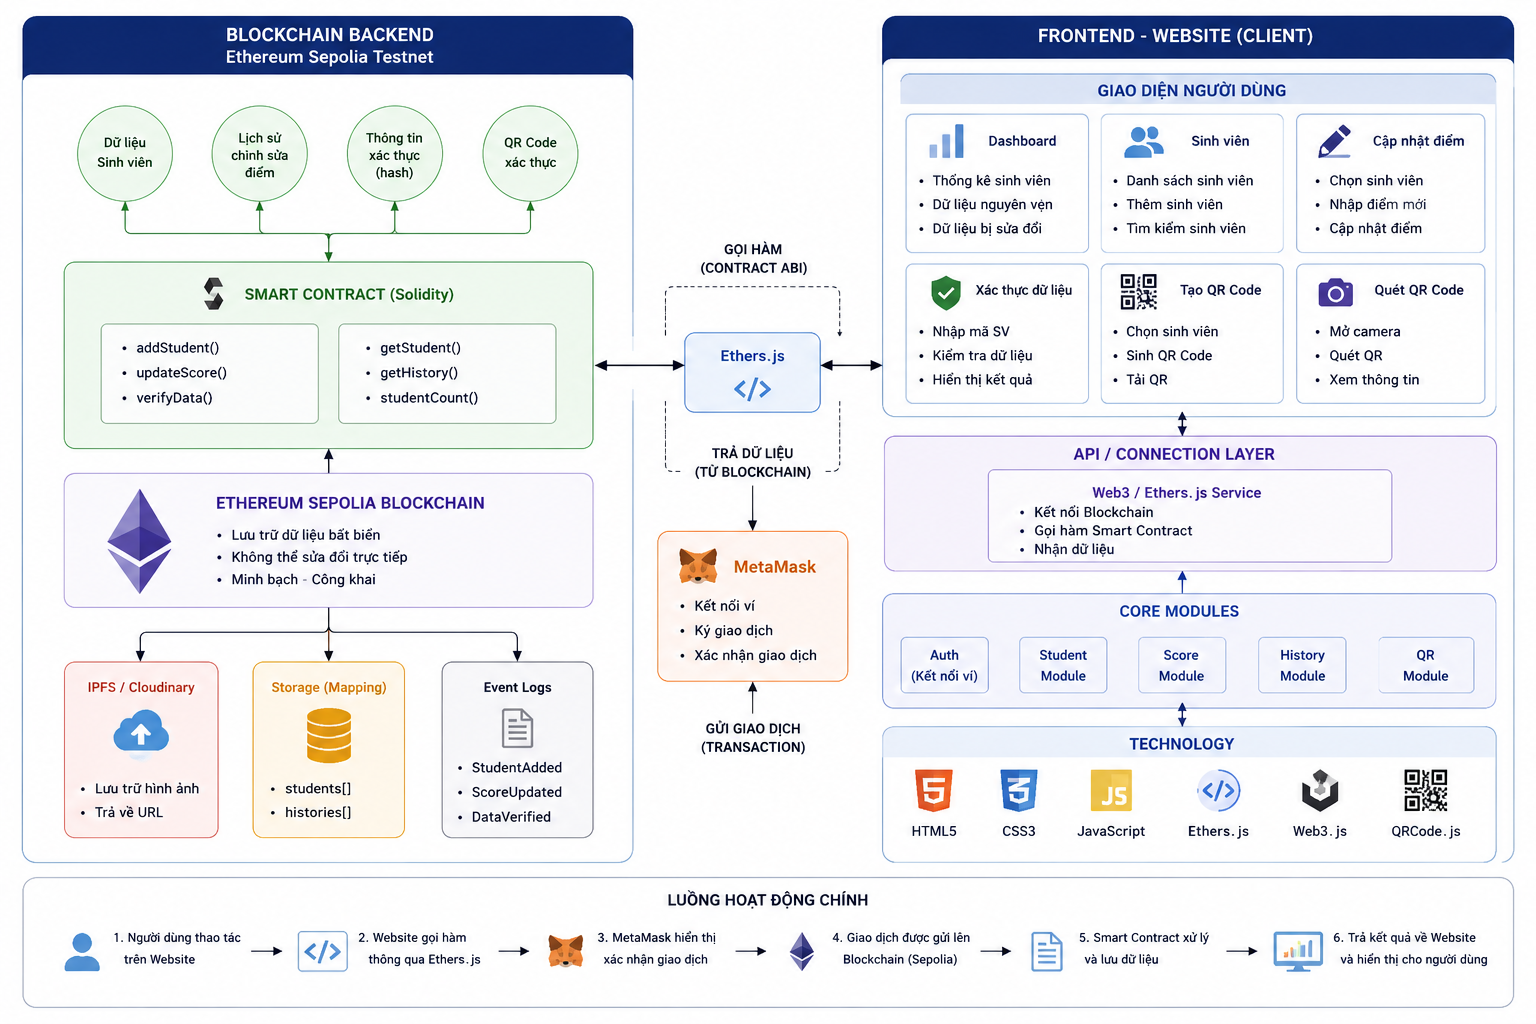 BLOCKCHAIN BACKEND
Ethereum Sepolia Testnet
Dữ liệu
Sinh viên
Lịch sử
chỉnh sửa
điểm
Thông tin
xác thực
(hash)
QR Code
xác thực
SMART CONTRACT (Solidity)
• addStudent()
• updateScore()
• verifyData()
• getStudent()
• getHistory()
• studentCount()
ETHEREUM SEPOLIA BLOCKCHAIN
• Lưu trữ dữ liệu bất biến
• Không thể sửa đổi trực tiếp
• Minh bạch - Công khai
IPFS / Cloudinary
• Lưu trữ hình ảnh
• Trả về URL
Storage (Mapping)
• students[]
• histories[]
Event Logs
• StudentAdded
• ScoreUpdated
• DataVerified
GỌI HÀM
(CONTRACT ABI)
Ethers.js
</>
TRẢ DỮ LIỆU
(TỪ BLOCKCHAIN)
MetaMask
• Kết nối ví
• Ký giao dịch
• Xác nhận giao dịch
GỬI GIAO DỊCH
(TRANSACTION)
FRONTEND - WEBSITE (CLIENT)
GIAO DIỆN NGƯỜI DÙNG
Dashboard
• Thống kê sinh viên
• Dữ liệu nguyên vẹn
• Dữ liệu bị sửa đổi
Sinh viên
• Danh sách sinh viên
• Thêm sinh viên
• Tìm kiếm sinh viên
Cập nhật điểm
• Chọn sinh viên
• Nhập điểm mới
• Cập nhật điểm
Xác thực dữ liệu
• Nhập mã SV
• Kiểm tra dữ liệu
• Hiển thị kết quả
Tạo QR Code
• Chọn sinh viên
• Sinh QR Code
• Tải QR
Quét QR Code
• Mở camera
• Quét QR
• Xem thông tin
API / CONNECTION LAYER
Web3 / Ethers.js Service
• Kết nối Blockchain
• Gọi hàm Smart Contract
• Nhận dữ liệu
CORE MODULES
Auth
(Kết nối ví)
Student
Module
Score
Module
History
Module
QR
Module
TECHNOLOGY
5
3
JS
</>
HTML5
CSS3
JavaScript
Ethers.js
Web3.js
QRCode.js
LUỒNG HOẠT ĐỘNG CHÍNH
1. Người dùng thao tác
trên Website
</>
2. Website gọi hàm
thông qua Ethers.js
3. MetaMask hiển thị
xác nhận giao dịch
4. Giao dịch được gửi lên
Blockchain (Sepolia)
5. Smart Contract xử lý
và lưu dữ liệu
6. Trả kết quả về Website
và hiển thị cho người dùng